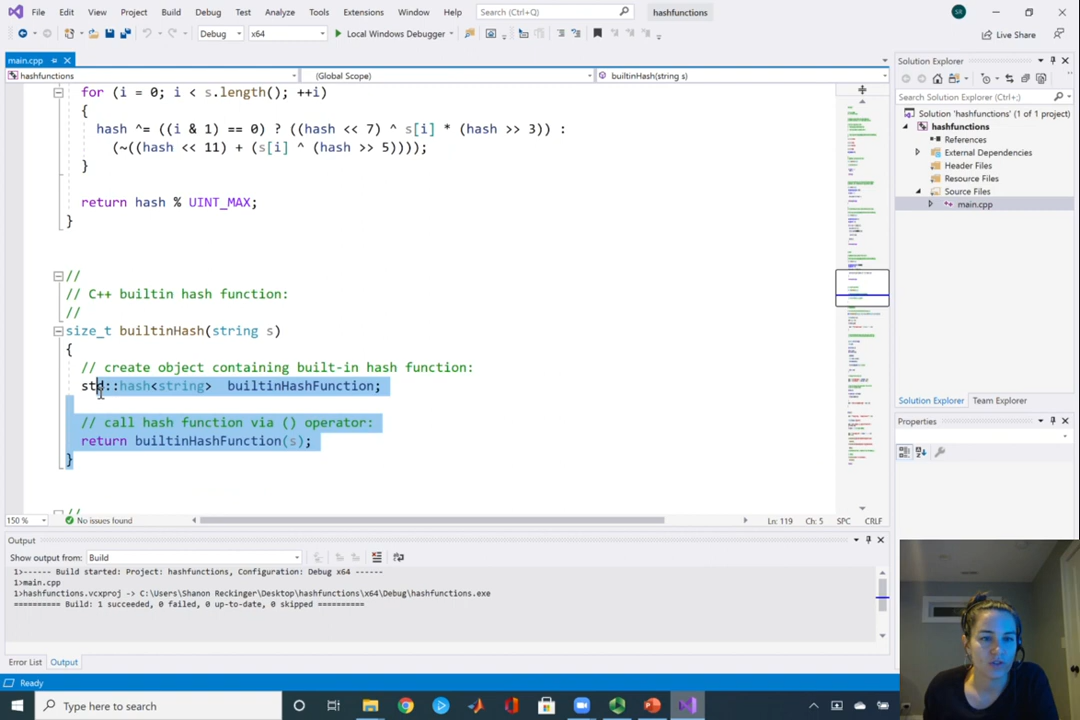 File Edit View Project Build Debug Test Analyze Tools Extensions Window Help Search (Ctrl+Q) hashfunctions SR
Debug x64 Local Windows Debugger Live Share
main.cpp
hashfunctions (Global Scope) builtinHash(string s)
for (i = 0; i < s.length(); ++i)
{
hash ^= ((i & 1) == 0) ? ((hash << 7) ^ s[i] * (hash >> 3)) :
(~((hash << 11) + (s[i] ^ (hash >> 5))));
}
return hash % UINT_MAX;
}
//
// C++ builtin hash function:
//
size_t builtinHash(string s)
{
// create object containing built-in hash function:
std::hash<string> builtinHashFunction;
// call hash function via () operator:
return builtinHashFunction(s);
}
//
150 % No issues found Ln: 119 Ch: 5 SPC CRLF
Solution Explorer
Search Solution Explorer (Ctrl+;)
Solution 'hashfunctions' (1 of 1 project)
hashfunctions
References
External Dependencies
Header Files
Resource Files
Source Files
main.cpp
Solution Explorer Team Explorer
Properties
Output
Show output from: Build
1>------ Build started: Project: hashfunctions, Configuration: Debug x64 ------
1>main.cpp
1>hashfunctions.vcxproj -> C:\Users\Shanon Reckinger\Desktop\hashfunctions\x64\Debug\hashfunctions.exe
========== Build: 1 succeeded, 0 failed, 0 up-to-date, 0 skipped ==========
Error List Output
Ready
Type here to search